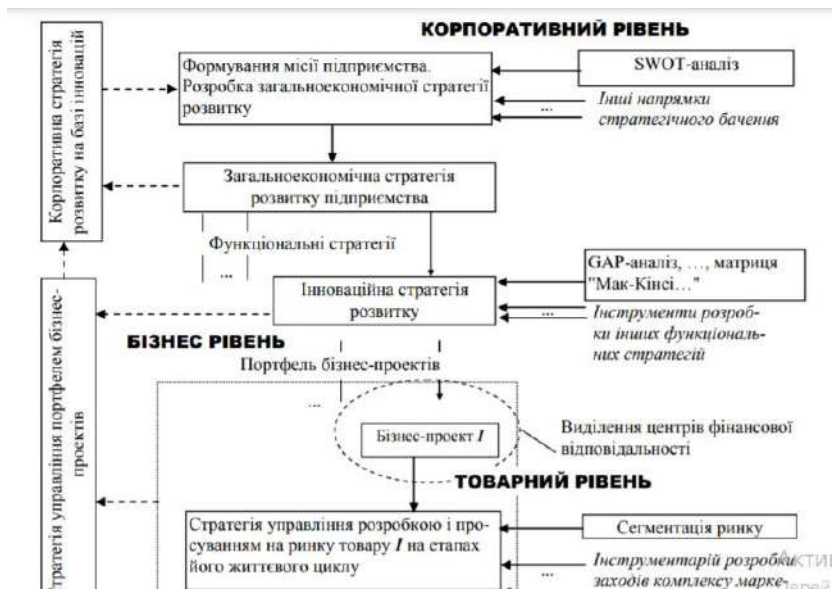 КОРПОРАТИВНИЙ РІВЕНЬ
Корпоративна стратегія
розвитку на базі інновацій
Формування місії підприємства.
Розробка загальноекономічної стратегії
розвитку
SWOT-аналіз
...
Інші напрямки
стратегічного бачення
Загальноекономічна стратегія
розвитку підприємства
Функціональні стратегії
...
Інноваційна стратегія
розвитку
GAP-аналіз, ..., матриця
"Мак-Кінсі..."
...
Інструменти розроб-
ки інших функціональ-
них стратегій
БІЗНЕС РІВЕНЬ
Стратегія управління портфелем бізнес-
проектів
Портфель бізнес-проектів
...
Бізнес-проект I
Виділення центрів фінансової
відповідальності
ТОВАРНИЙ РІВЕНЬ
Стратегія управління розробкою і про-
суванням на ринку товару I на етапах
його життєвого циклу
Сегментація ринку
...
Інструментарій розробки
заходів комплексу марке-